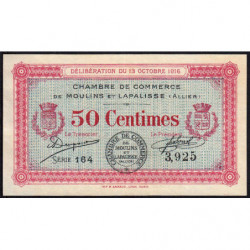 DÉLIBÉRATION DU 13 OCTOBRE 1916
CHAMBRE DE COMMERCE
DE MOULINS ET LAPALISSE (ALLIER)
50 Centimes
Le Trésorier
Le Président
CHAMBRE DE COMMERCE
DE MOULINS
ET LAPALISSE
SÉRIE 164
3,925